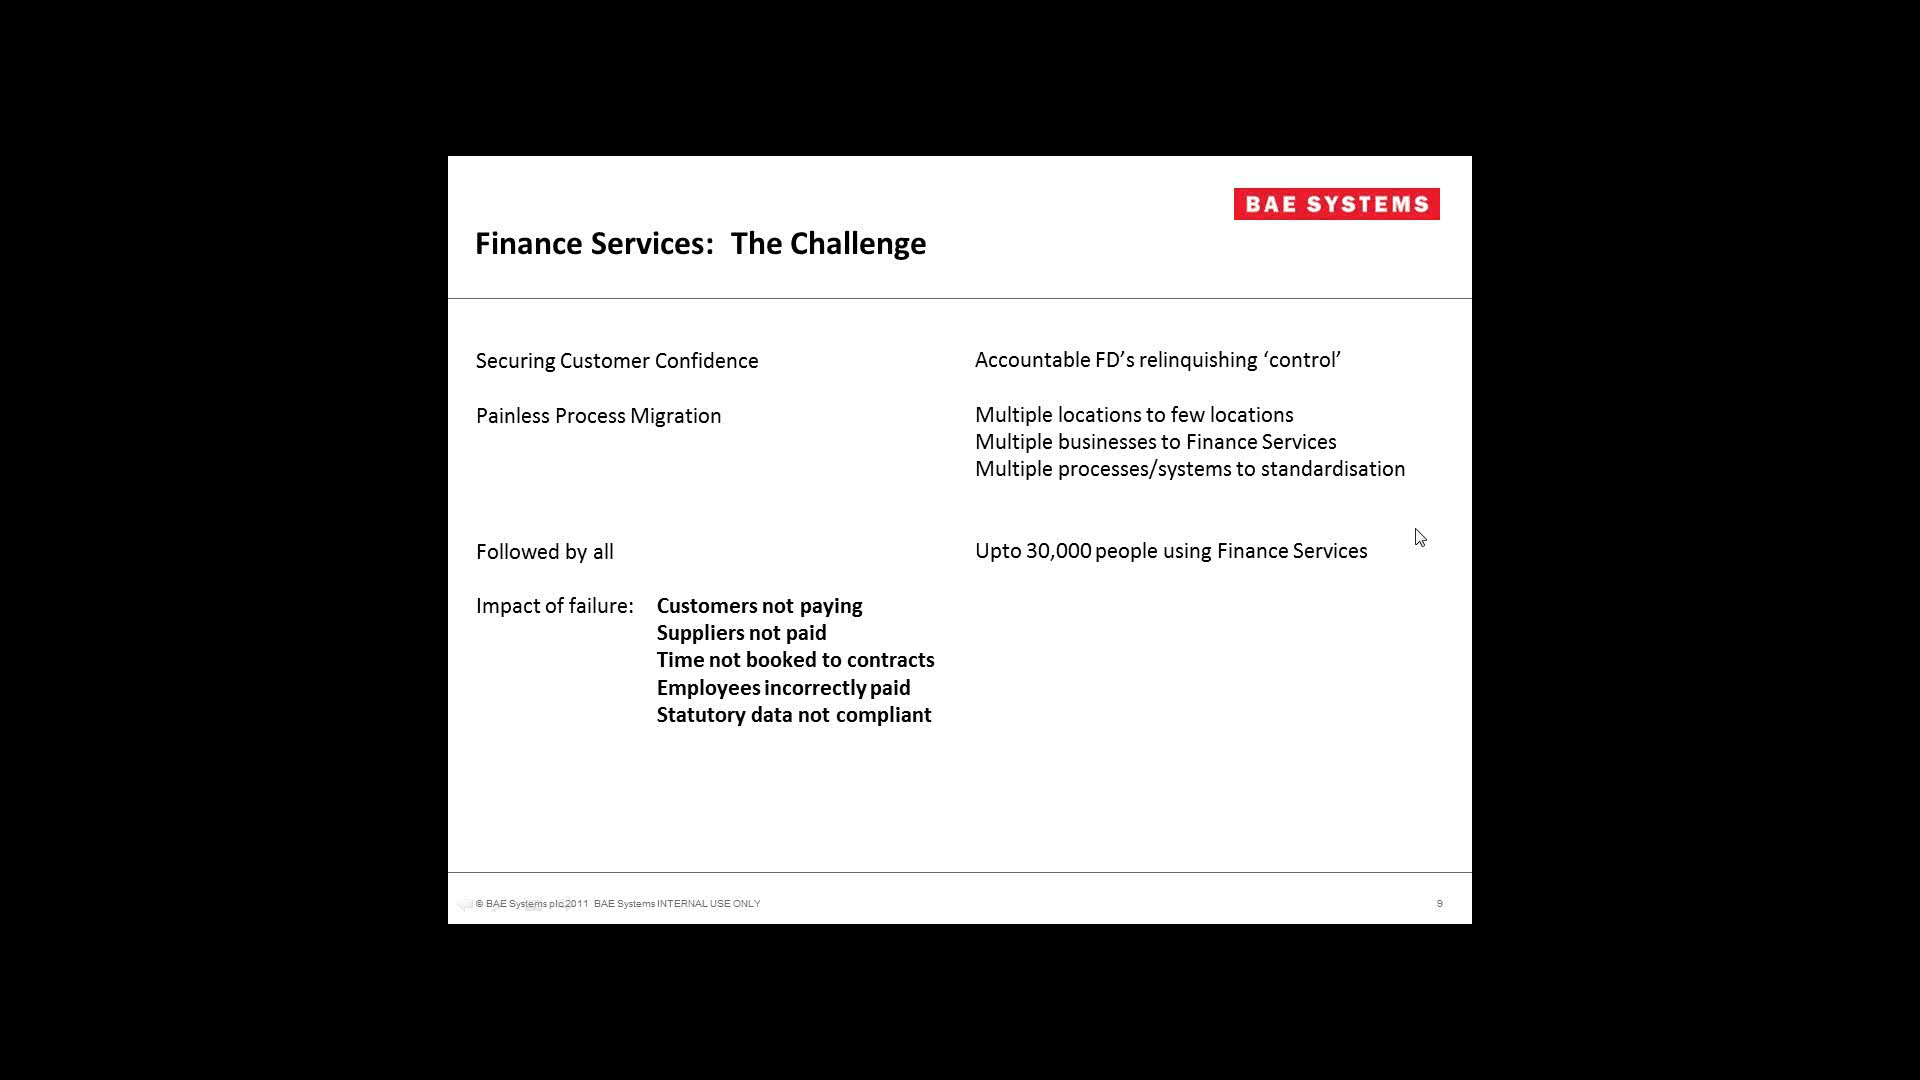 BAE SYSTEMS
Finance Services: The Challenge
Securing Customer Confidence
Accountable FD’s relinquishing ‘control’
Painless Process Migration
Multiple locations to few locations
Multiple businesses to Finance Services
Multiple processes/systems to standardisation
Followed by all
Upto 30,000 people using Finance Services
Impact of failure: Customers not paying
Suppliers not paid
Time not booked to contracts
Employees incorrectly paid
Statutory data not compliant
© BAE Systems plc 2011 BAE Systems INTERNAL USE ONLY
9